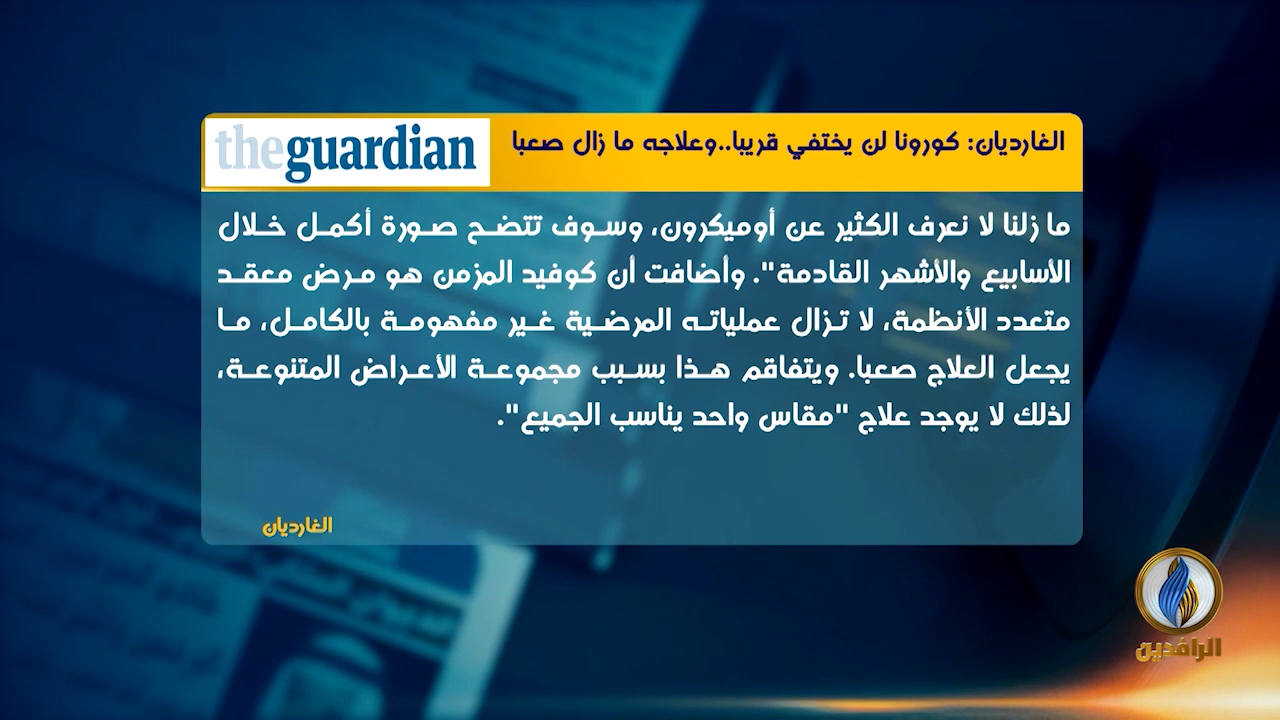 الغارديان: كورونا لن يختفي قريبا..وعلاجه ما زال صعبا
theguardian
ما زلنا لا نعرف الكثير عن أوميكرون، وسوف تتضح صورة أكمل خلال
الأسابيع والأشهر القادمة". وأضافت أن كوفيد المزمن هو مرض معقد
متعدد الأنظمة، لا تزال عملياته المرضية غير مفهومة بالكامل، ما
يجعل العلاج صعبا. ويتفاقم هذا بسبب مجموعة الأعراض المتنوعة،
لذلك لا يوجد علاج "مقاس واحد يناسب الجميع".
الغارديان
الرافدين